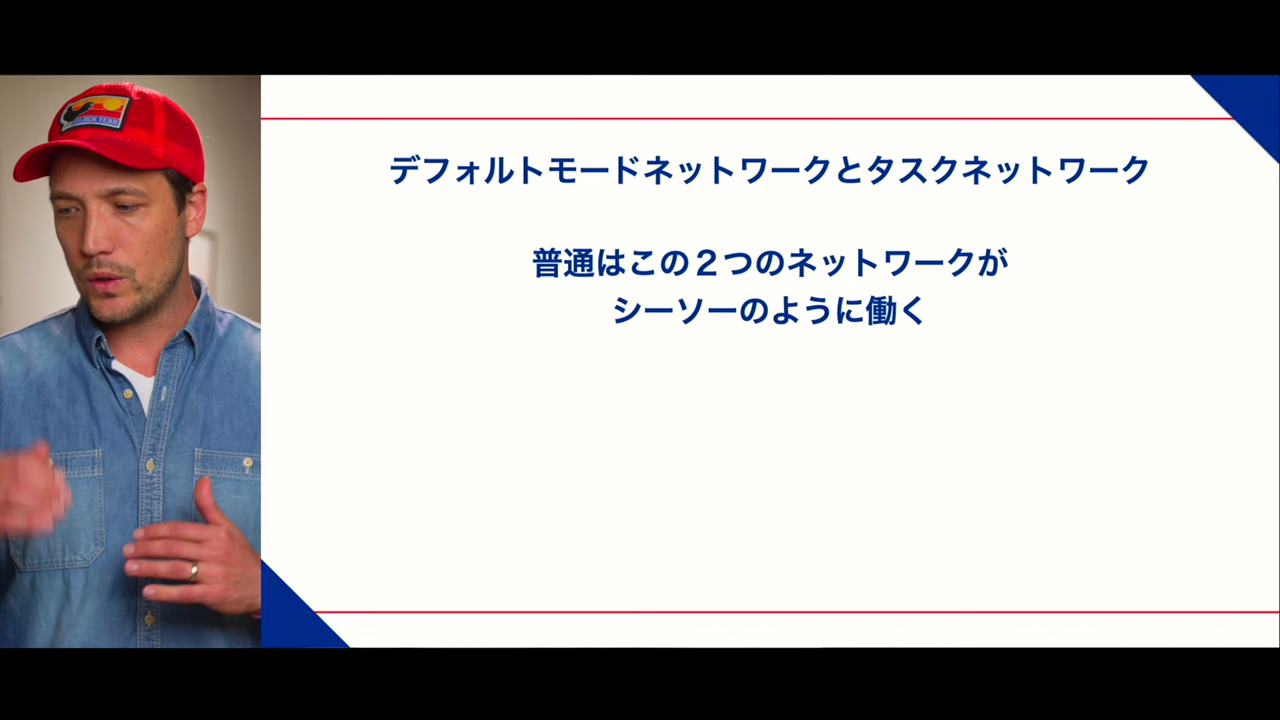 デフォルトモードネットワークとタスクネットワーク
普通はこの２つのネットワークが
シーソーのように働く